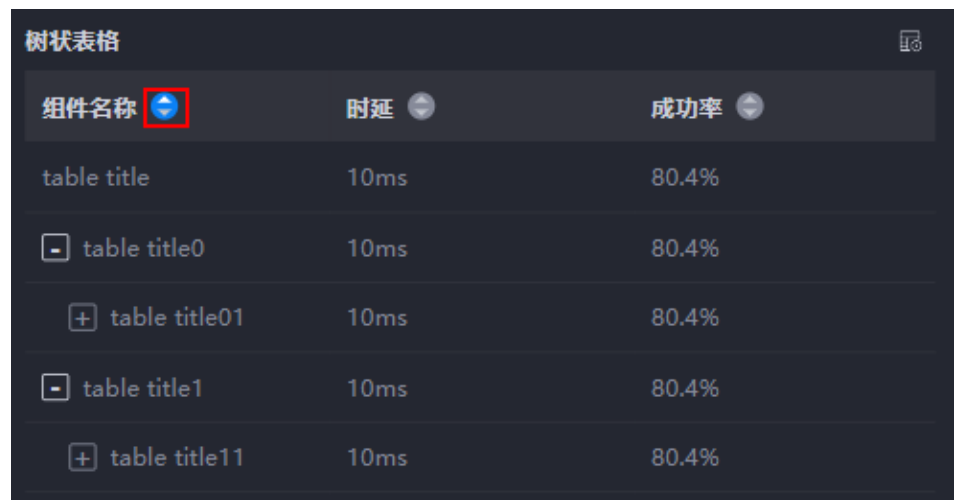 树状表格
组件名称 时延 成功率
table title 10ms 80.4%
table title0 10ms 80.4%
table title01 10ms 80.4%
table title1 10ms 80.4%
table title11 10ms 80.4%